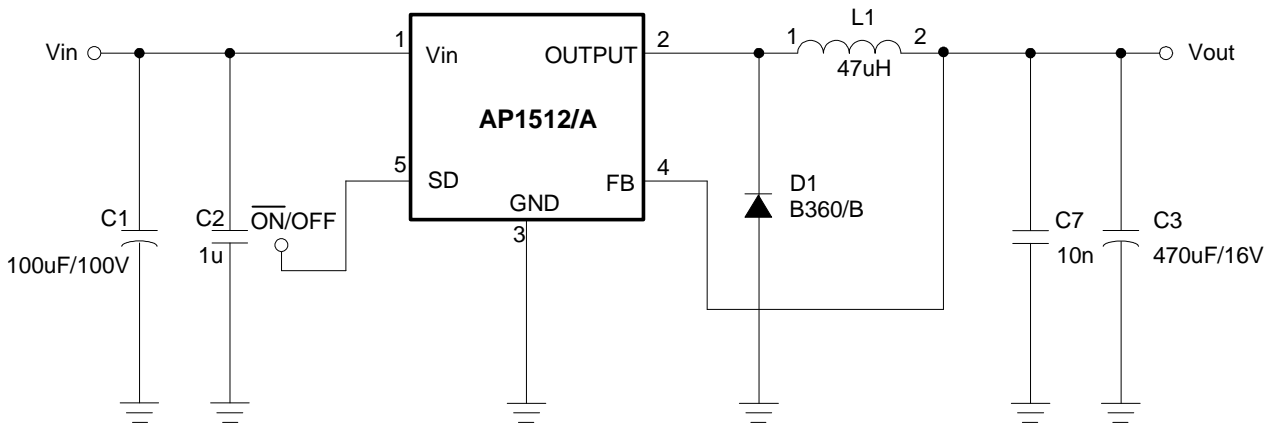 L1
Vin
1
Vin
OUTPUT
2
1
2
Vout
47uH
AP1512/A
5
SD
FB
4
D1
B360/B
GND
3
C1
100uF/100V
C2
1u
O̅N̅/OFF
C7
10n
C3
470uF/16V